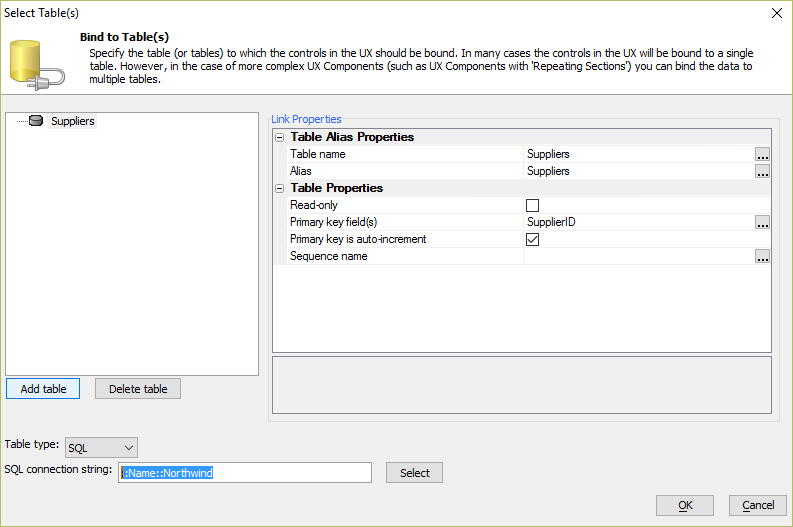 Select Table(s)
Bind to Table(s)
Specify the table (or tables) to which the controls in the UX should be bound. In many cases the controls in the UX will be bound to a single
table. However, in the case of more complex UX Components (such as UX Components with 'Repeating Sections') you can bind the data to
multiple tables.
Suppliers
Link Properties
Table Alias Properties
Table name Suppliers ...
Alias Suppliers ...
Table Properties
Read-only
Primary key field(s) SupplierID ...
Primary key is auto-increment
Sequence name ...
Add table Delete table
Table type: SQL
SQL connection string: ::Name::Northwind Select
OK Cancel